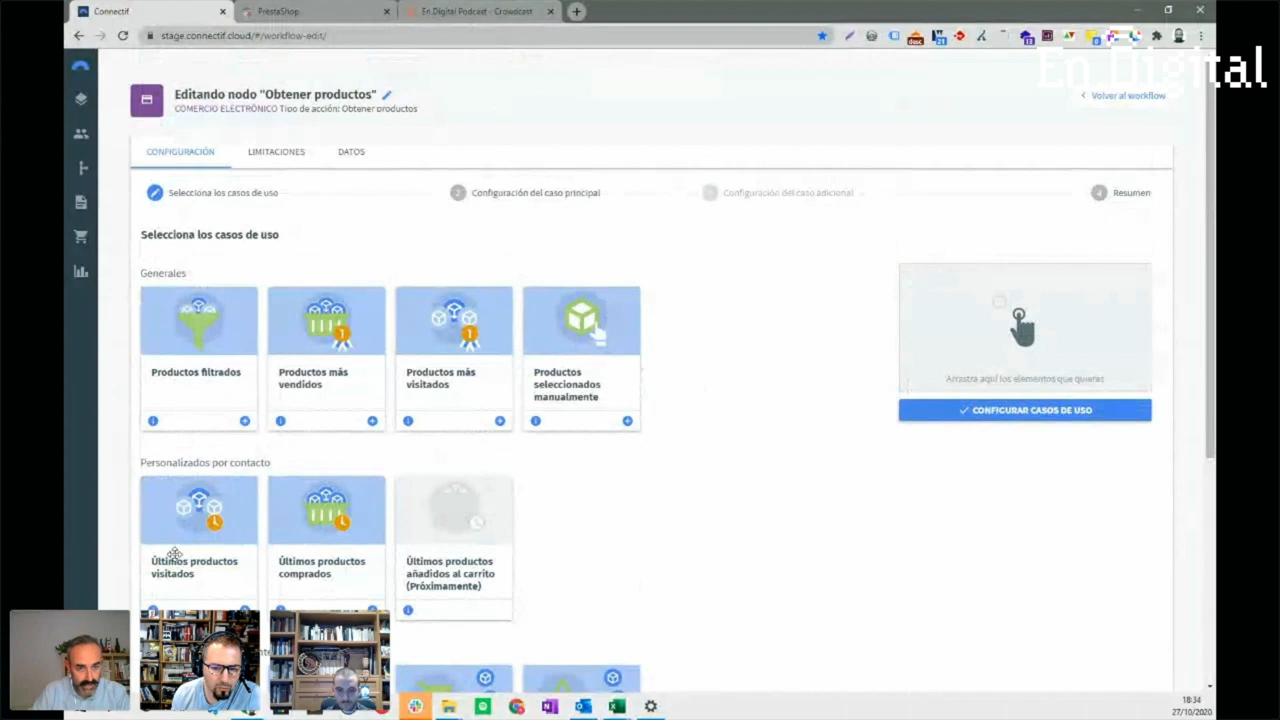 Connectif
PrestaShop
En.Digital Podcast - Crowdcast
stage.connectif.cloud/#/workflow-edit/
En.Digital
Editando nodo "Obtener productos"
COMERCIO ELECTRÓNICO Tipo de acción: Obtener productos
Volver al workflow
CONFIGURACIÓN
LIMITACIONES
DATOS
Selecciona los casos de uso
2
Configuración del caso principal
Configuración del caso adicional
4
Resumen
Selecciona los casos de uso
Generales
Productos filtrados
Productos más
vendidos
Productos más
visitados
Productos
seleccionados
manualmente
Arrastra aquí los elementos que quieras
CONFIGURAR CASOS DE USO
Personalizados por contacto
Últimos productos
visitados
Últimos productos
comprados
Últimos productos
añadidos al carrito
(Próximamente)
18:34
27/10/2020